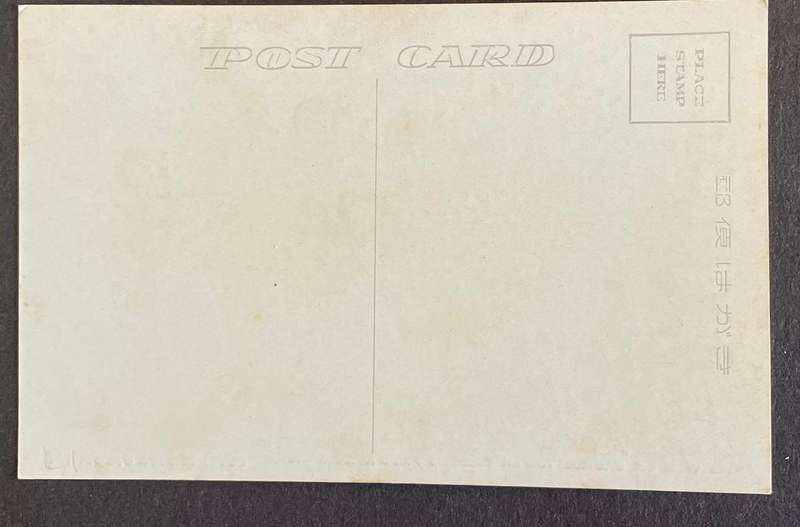 POST CARD
PLACE
STAMP
HERE
郵便はがき